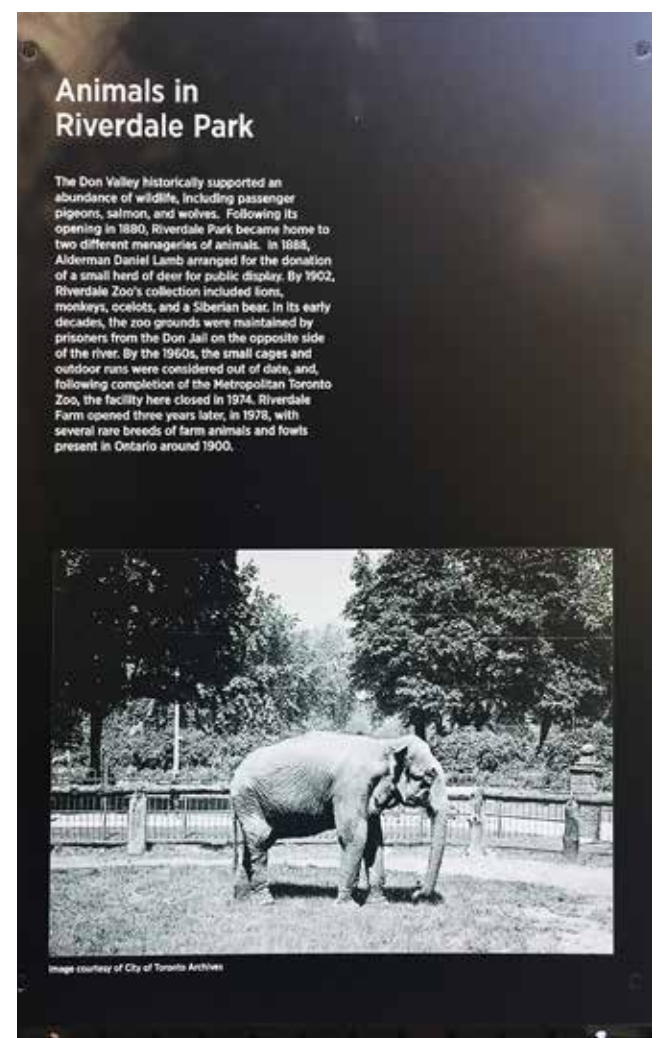 Animals in
Riverdale Park
The Don Valley historically supported an
abundance of wildlife, including passenger
pigeons, salmon, and wolves. Following its
opening in 1880, Riverdale Park became home to
two different menageries of animals. In 1888,
Alderman Daniel Lamb arranged for the donation
of a small herd of deer for public display. By 1902,
Riverdale Zoo's collection included lions,
monkeys, ocelots, and a Siberian bear. In its early
decades, the zoo grounds were maintained by
prisoners from the Don Jail on the opposite side
of the river. By the 1960s, the small cages and
outdoor runs were considered out of date, and,
following completion of the Metropolitan Toronto
Zoo, the facility here closed in 1974. Riverdale
Farm opened three years later, in 1978, with
several rare breeds of farm animals and fowls
present in Ontario around 1900.
Image courtesy of City of Toronto Archives